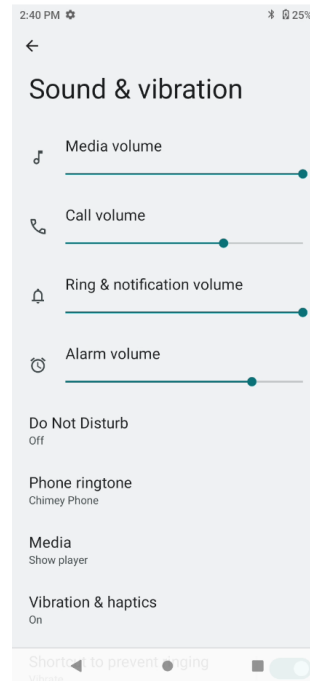 2:40 PM 25%
Sound & vibration
Media volume
Call volume
Ring & notification volume
Alarm volume
Do Not Disturb
Off
Phone ringtone
Chimey Phone
Media
Show player
Vibration & haptics
On
Shortcut to prevent ringing
Vibrate